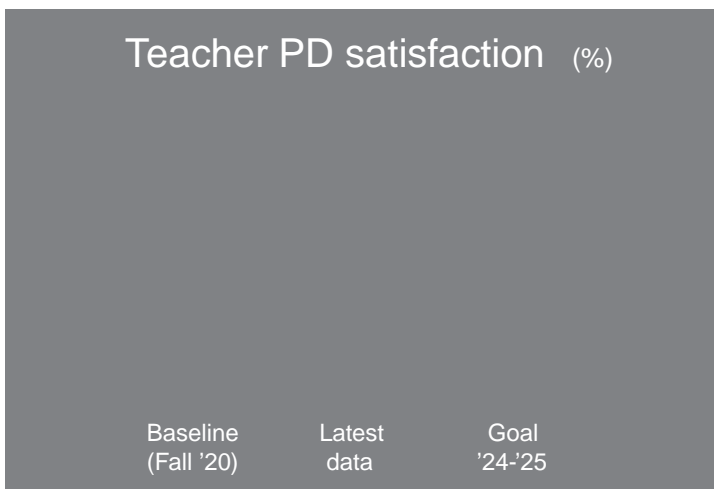 Teacher PD satisfaction (%)
Baseline Latest Goal
(Fall ’20) data ’24-’25